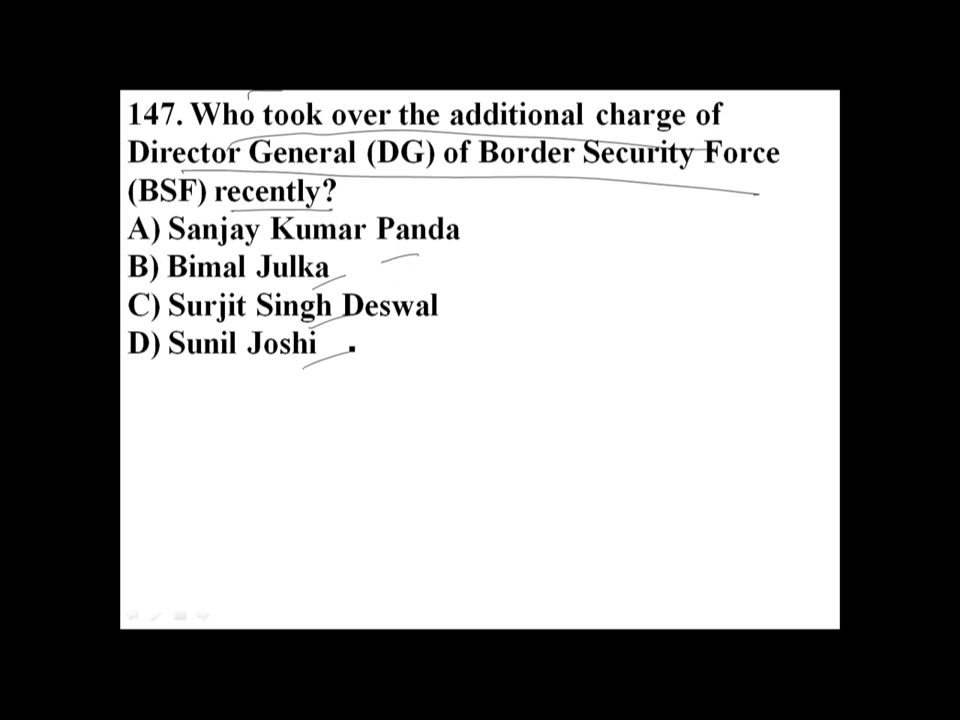 147. Who took over the additional charge of
Director General (DG) of Border Security Force
(BSF) recently?
A) Sanjay Kumar Panda
B) Bimal Julka
C) Surjit Singh Deswal
D) Sunil Joshi